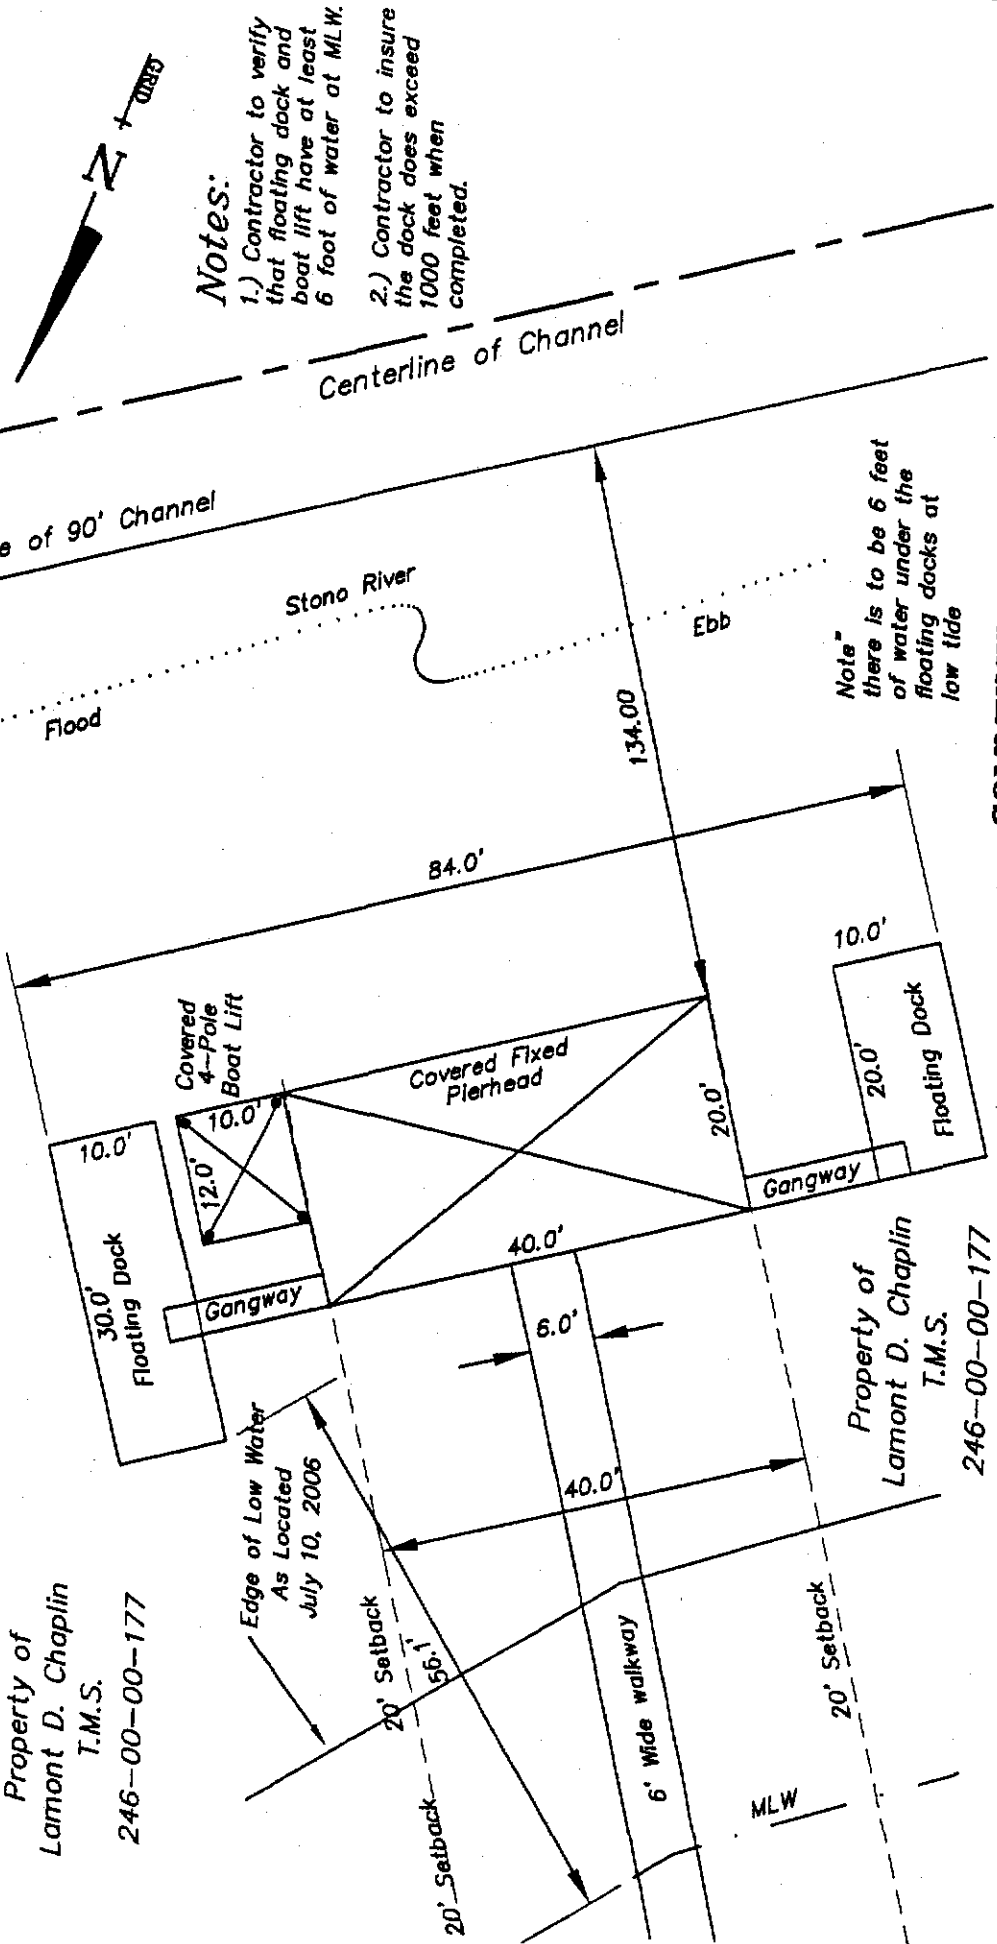 N
GRID
Notes:
1.) Contractor to verify
that floating dock and
boat lift have at least
6 foot of water at MLW.
2.) Contractor to insure
the dock does exceed
1000 feet when
completed.
Centerline of Channel
of 90' Channel
Stono River
Flood
Ebb
134.00
Note"
there is to be 6 feet
of water under the
floating docks at
low tide
84.0'
Covered
4-Pole
Boat Lift
10.0'
12.0'
10.0'
30.0'
Floating Dock
Gangway
Covered Fixed
Pierhead
20.0'
40.0'
10.0'
20.0'
Floating Dock
Gangway
6.0'
40.0'
Edge of Low Water
As Located
July 10, 2006
20' Setback
56.1'
20' Setback
6' Wide walkway
20' Setback
MLW
Property of
Lamont D. Chaplin
T.M.S.
246-00-00-177
Property of
Lamont D. Chaplin
T.M.S.
246-00-00-177